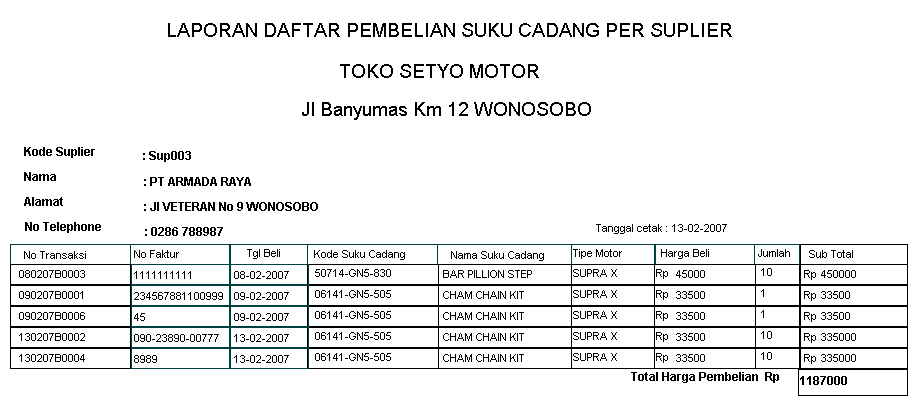 LAPORAN DAFTAR PEMBELIAN SUKU CADANG PER SUPLIER
TOKO SETYO MOTOR
Jl Banyumas Km 12 WONOSOBO
Kode Suplier : Sup003
Nama : PT ARMADA RAYA
Alamat : Jl VETERAN No 9 WONOSOBO
No Telephone : 0286 788987
Tanggal cetak : 13-02-2007
No Transaksi No Faktur Tgl Beli Kode Suku Cadang Nama Suku Cadang Tipe Motor Harga Beli Jumlah Sub Total
080207B0003 1111111111 08-02-2007 50714-GN5-830 BAR PILLION STEP SUPRA X Rp 45000 10 Rp 450000
090207B0001 234567881100999 09-02-2007 06141-GN5-505 CHAM CHAIN KIT SUPRA X Rp 33500 1 Rp 33500
090207B0006 45 09-02-2007 06141-GN5-505 CHAM CHAIN KIT SUPRA X Rp 33500 1 Rp 33500
130207B0002 090-23890-00777 13-02-2007 06141-GN5-505 CHAM CHAIN KIT SUPRA X Rp 33500 10 Rp 335000
130207B0004 8989 13-02-2007 06141-GN5-505 CHAM CHAIN KIT SUPRA X Rp 33500 10 Rp 335000
Total Harga Pembelian Rp 1187000